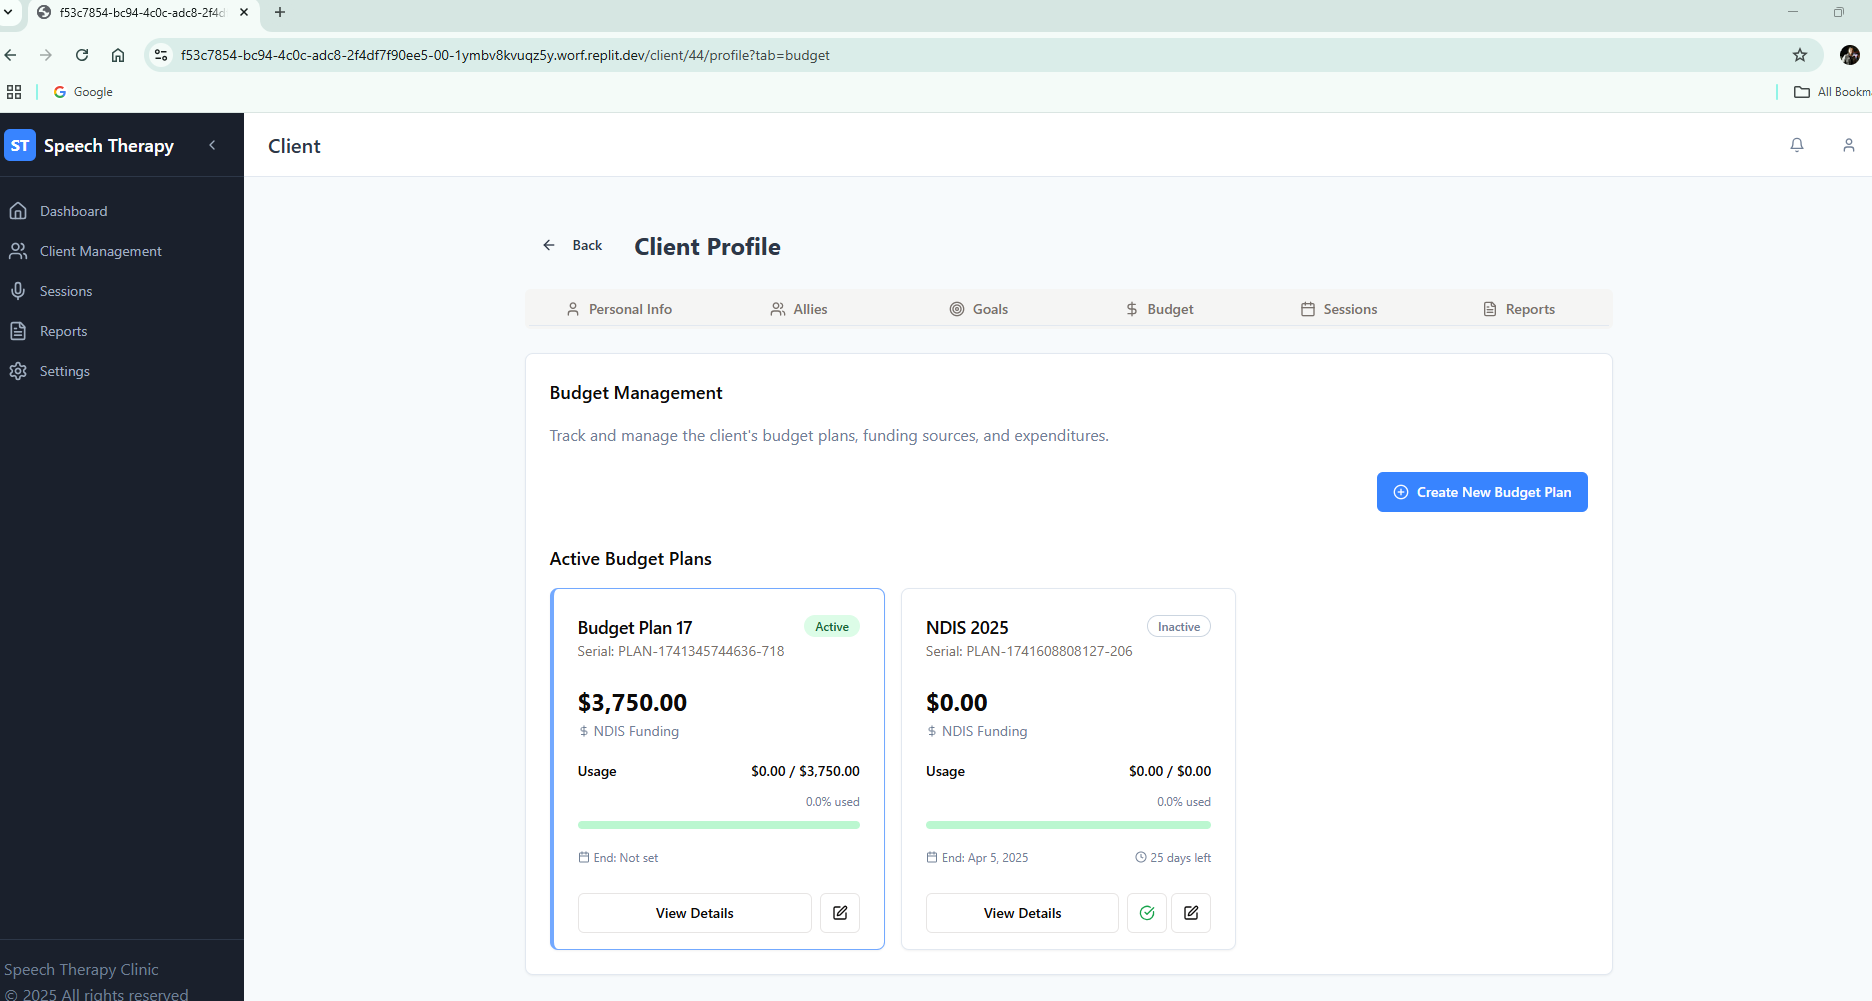 f53c7854-bc94-4c0c-adc8-2f4d
f53c7854-bc94-4c0c-adc8-2f4df7f90ee5-00-1ymbv8kvuqz5y.worf.replit.dev/client/44/profile?tab=budget
Google
All Bookma
ST Speech Therapy
Client
Dashboard
Client Management
Sessions
Reports
Settings
Back
Client Profile
Personal Info
Allies
Goals
Budget
Sessions
Reports
Budget Management
Track and manage the client's budget plans, funding sources, and expenditures.
Create New Budget Plan
Active Budget Plans
Budget Plan 17
Active
Serial: PLAN-1741345744636-718
$3,750.00
$ NDIS Funding
Usage
$0.00 / $3,750.00
0.0% used
End: Not set
View Details
NDIS 2025
Inactive
Serial: PLAN-1741608808127-206
$0.00
$ NDIS Funding
Usage
$0.00 / $0.00
0.0% used
End: Apr 5, 2025
25 days left
View Details
Speech Therapy Clinic
© 2025 All rights reserved